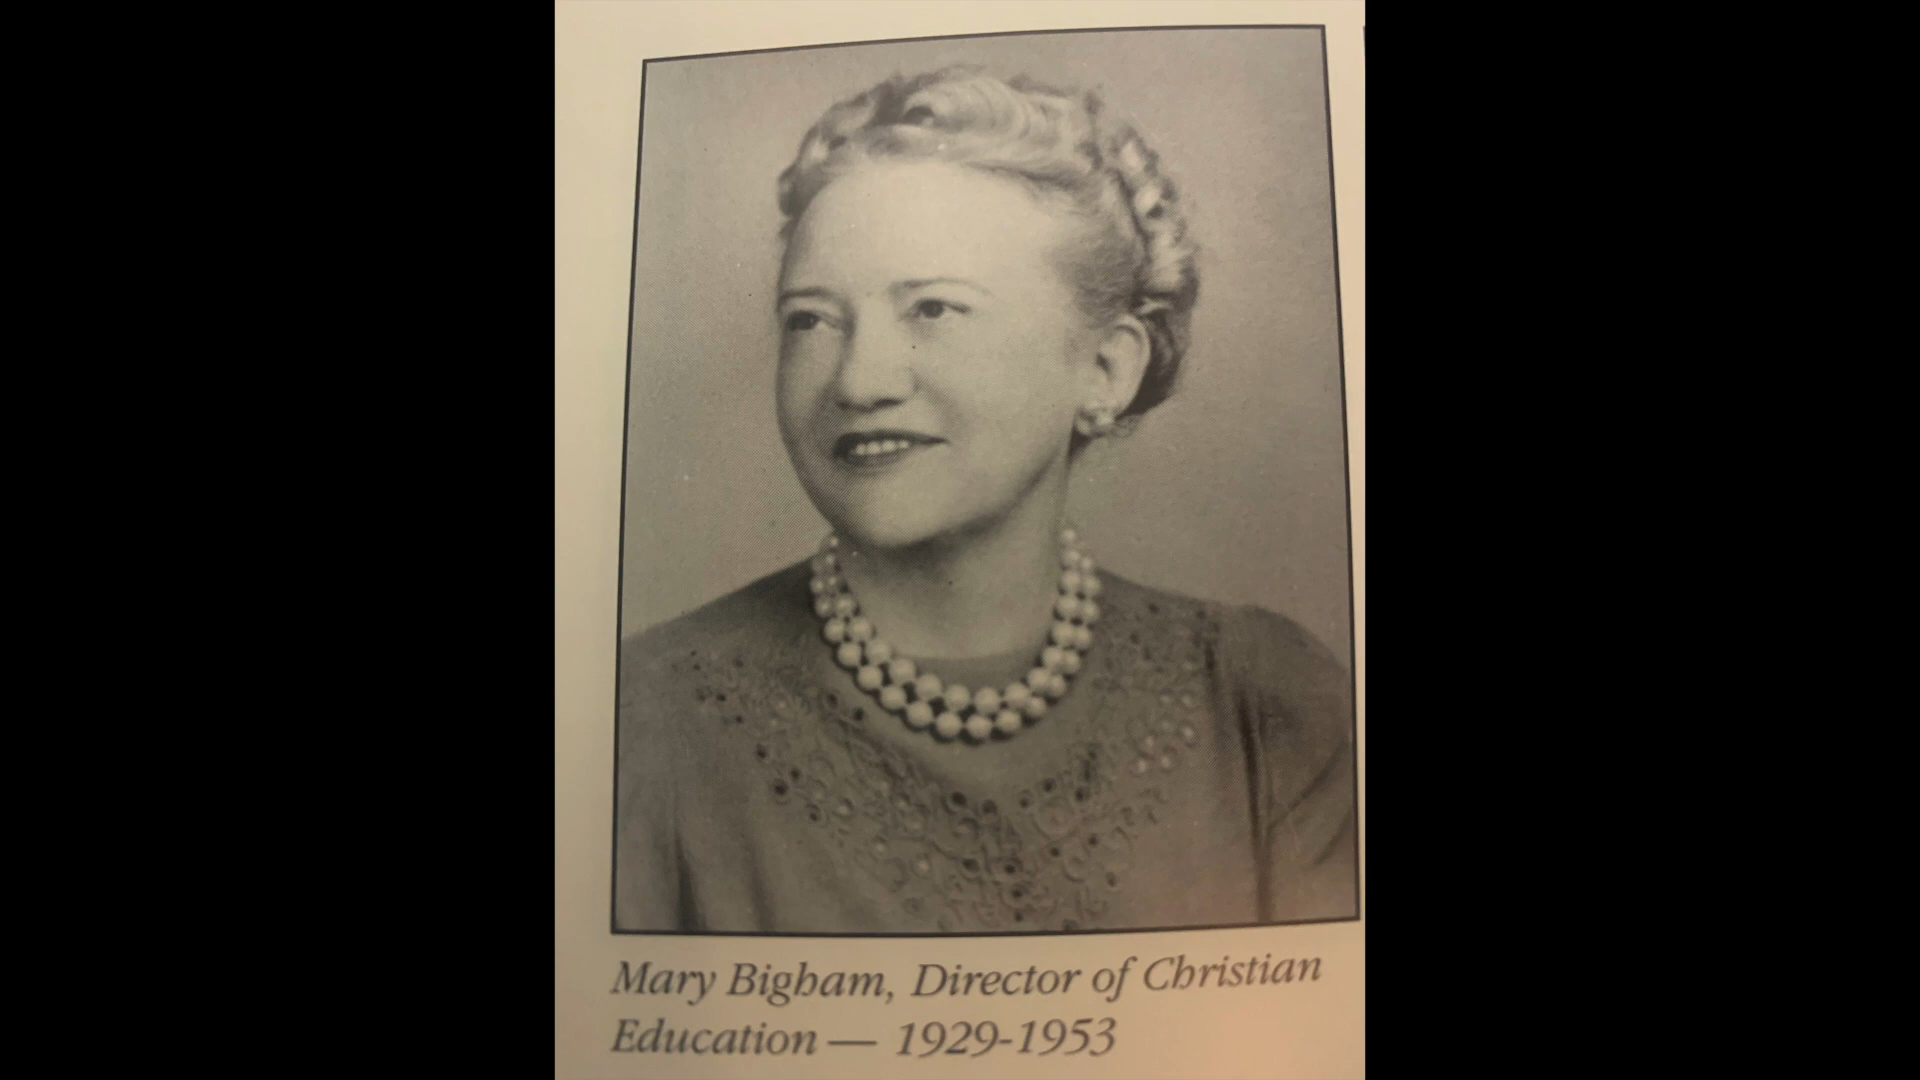 Mary Bigham, Director of Christian
Education — 1929-1953